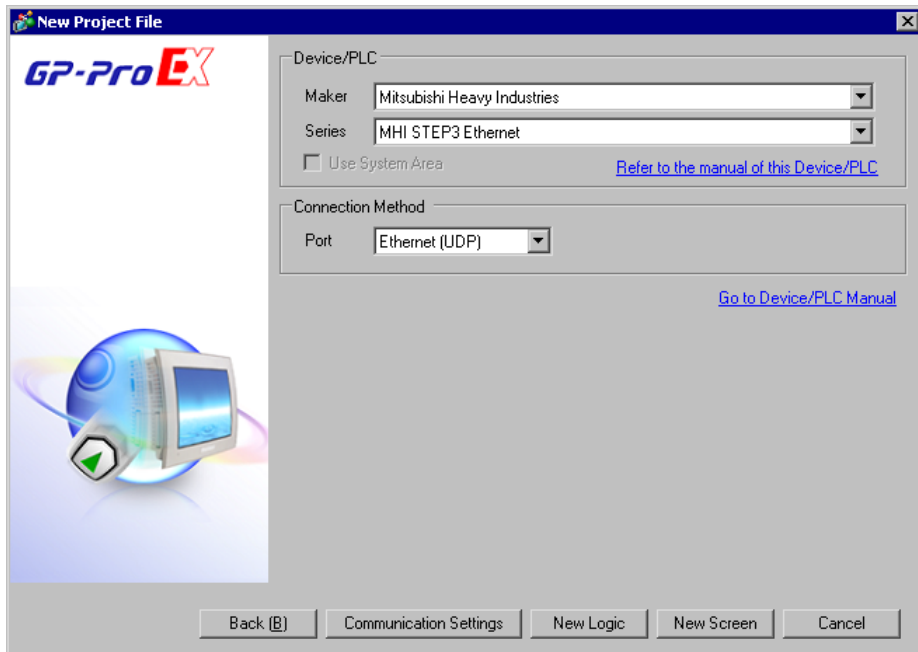 New Project File
GP-Pro EX
Device/PLC
Maker Mitsubishi Heavy Industries
Series MHI STEP3 Ethernet
Use System Area Refer to the manual of this Device/PLC
Connection Method
Port Ethernet (UDP)
Go to Device/PLC Manual
Back (B) Communication Settings New Logic New Screen Cancel